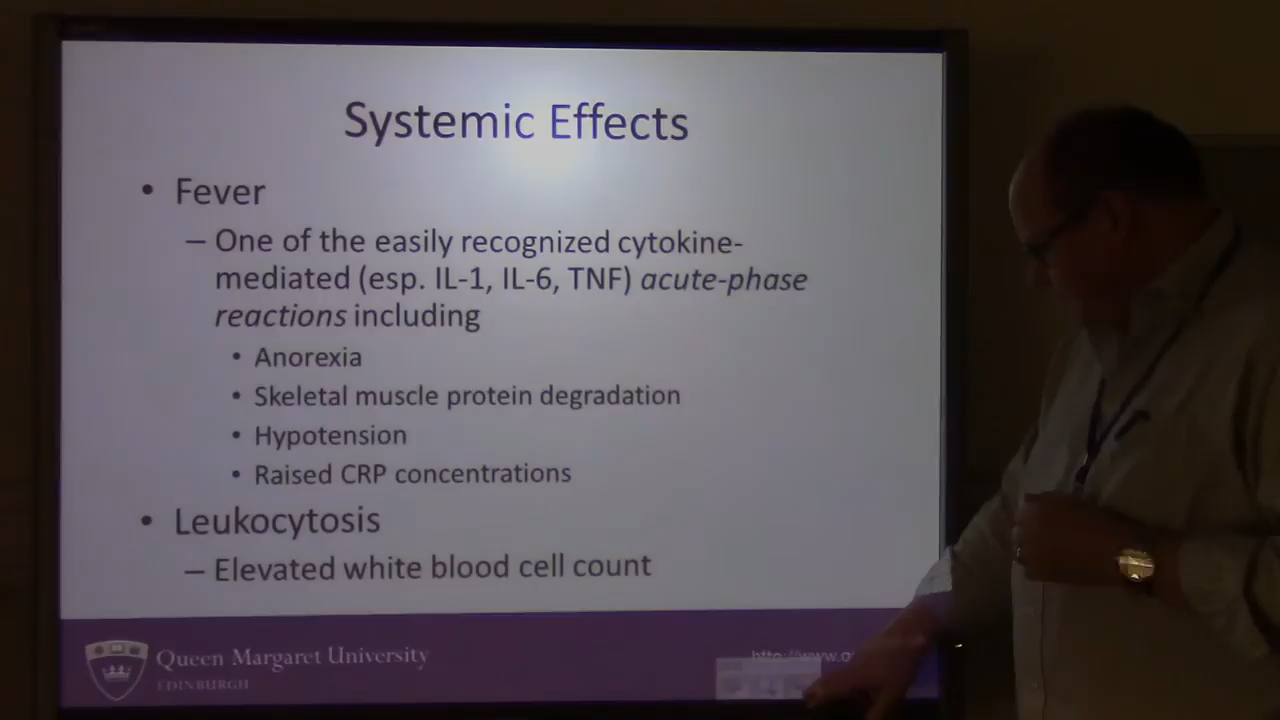 Systemic Effects
• Fever
– One of the easily recognized cytokine-
mediated (esp. IL-1, IL-6, TNF) acute-phase
reactions including
• Anorexia
• Skeletal muscle protein degradation
• Hypotension
• Raised CRP concentrations
• Leukocytosis
– Elevated white blood cell count
Queen Margaret University
EDINBURGH
http://www.